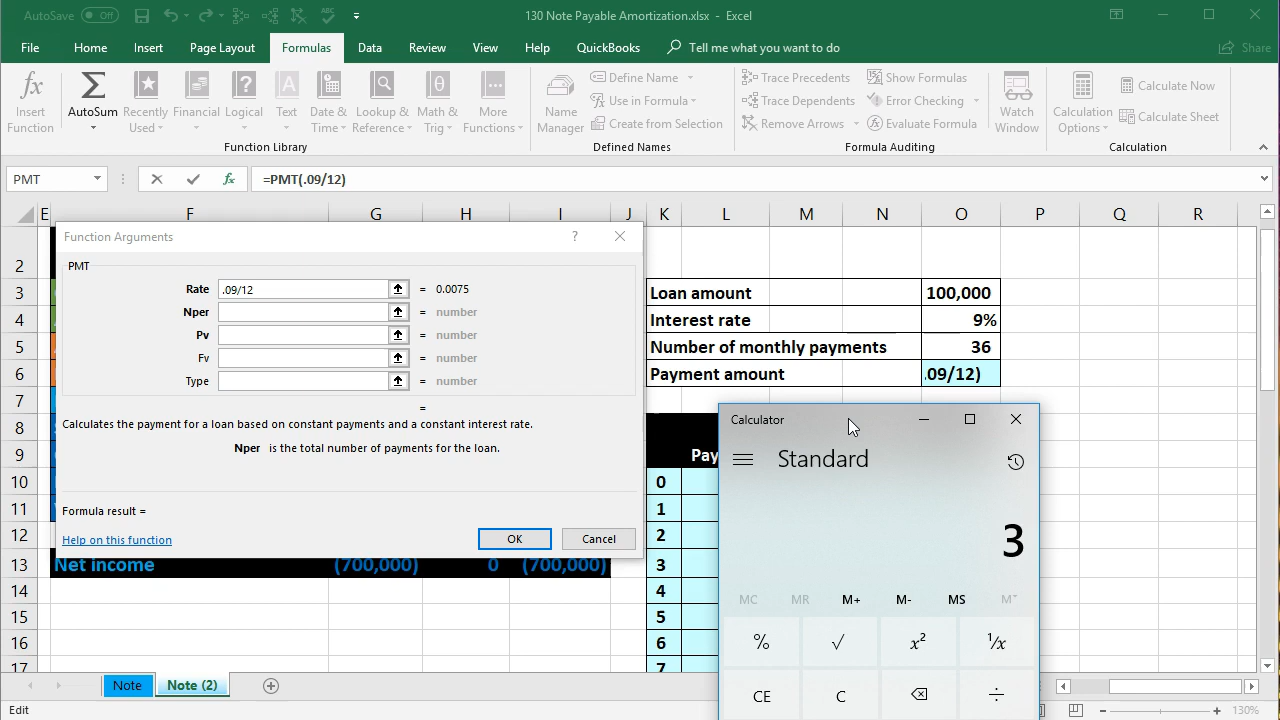 AutoSave Off 130 Note Payable Amortization.xlsx - Excel
File Home Insert Page Layout Formulas Data Review View Help QuickBooks Tell me what you want to do Share
Insert Function
AutoSum
Recently Used
Financial
Logical
Text
Date & Time
Lookup & Reference
Math & Trig
More Functions
Function Library
Name Manager
Define Name
Use in Formula
Create from Selection
Defined Names
Trace Precedents
Trace Dependents
Remove Arrows
Show Formulas
Error Checking
Evaluate Formula
Formula Auditing
Watch Window
Calculation Options
Calculate Now
Calculate Sheet
Calculation
PMT fx =PMT(.09/12)
E F G H I J K L M N O P Q R
Function Arguments ?
PMT
Rate .09/12 = 0.0075
Nper = number
Pv = number
Fv = number
Type = number
=
Calculates the payment for a loan based on constant payments and a constant interest rate.
Nper is the total number of payments for the loan.
Formula result =
Help on this function OK Cancel
2
3 Loan amount 100,000
4 Interest rate 9%
5 Number of monthly payments 36
6 Payment amount .09/12)
7
8
9
10 0
11 1
12 2
13 Net income (700,000) 0 (700,000) 3
14 4
15 5
16 6
17 7
Calculator
Standard
3
MC MR M+ M- MS M
% √ x² ¹/x
CE C ÷
Note Note (2)
Edit 130%